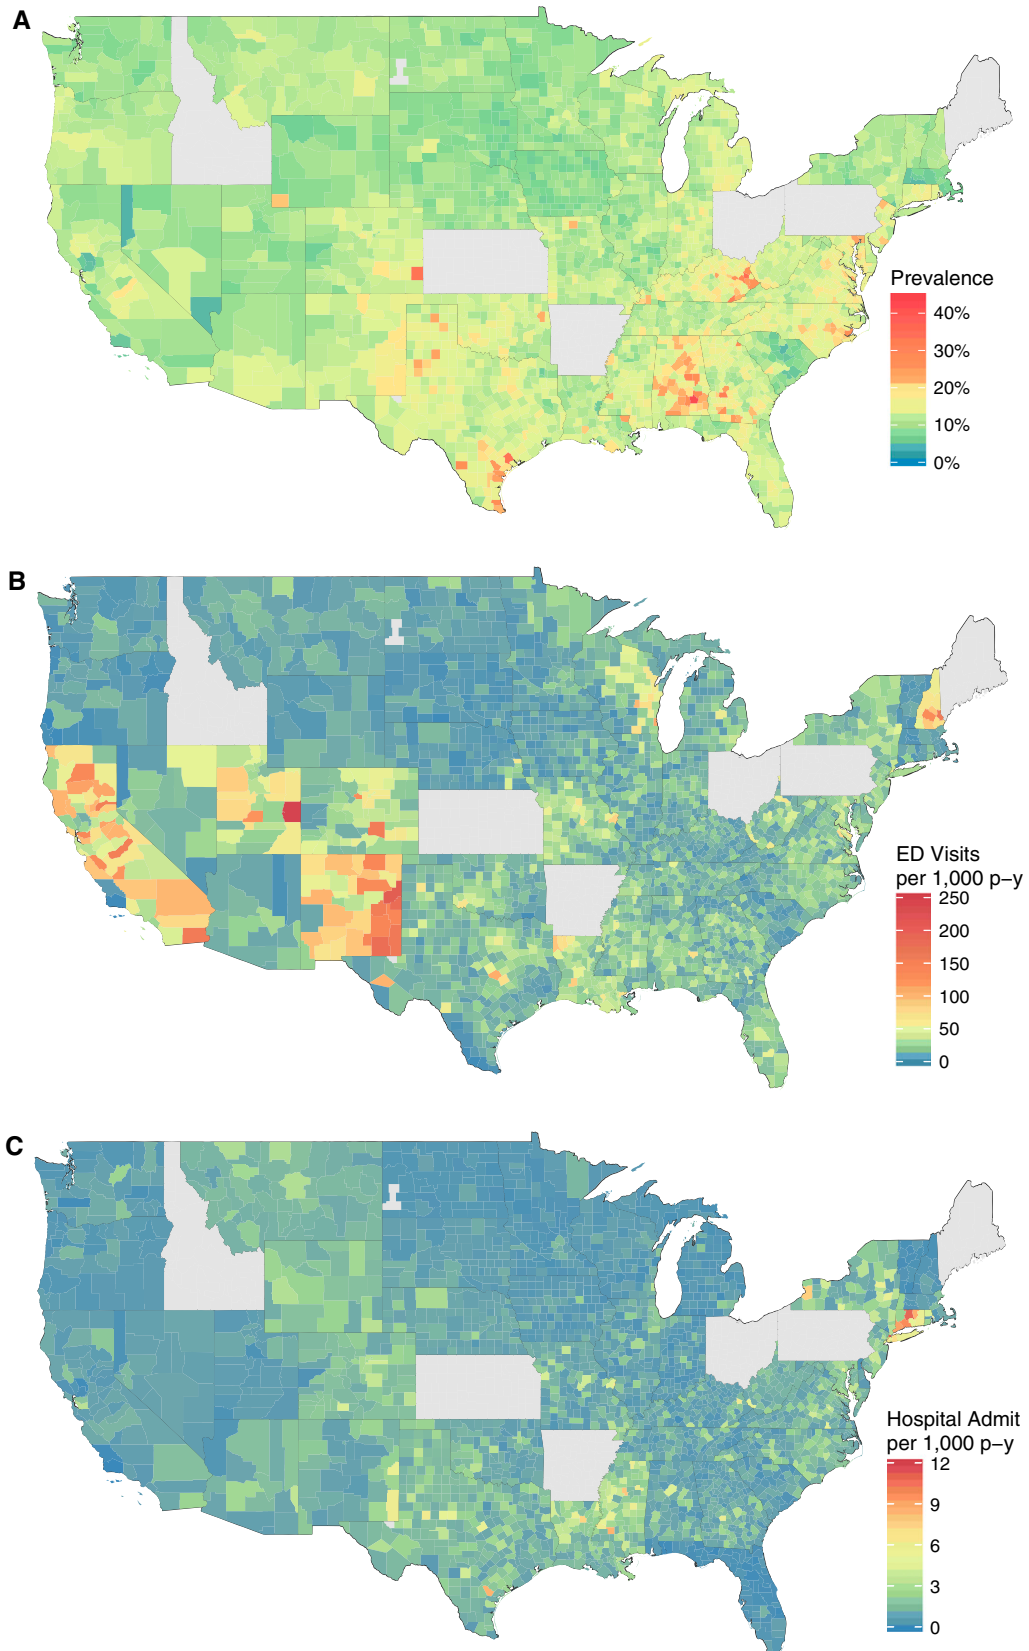 A
Prevalence
40%
30%
20%
10%
0%
B
ED Visits
per 1,000 p−y
250
200
150
100
50
0
C
Hospital Admit
per 1,000 p−y
12
9
6
3
0